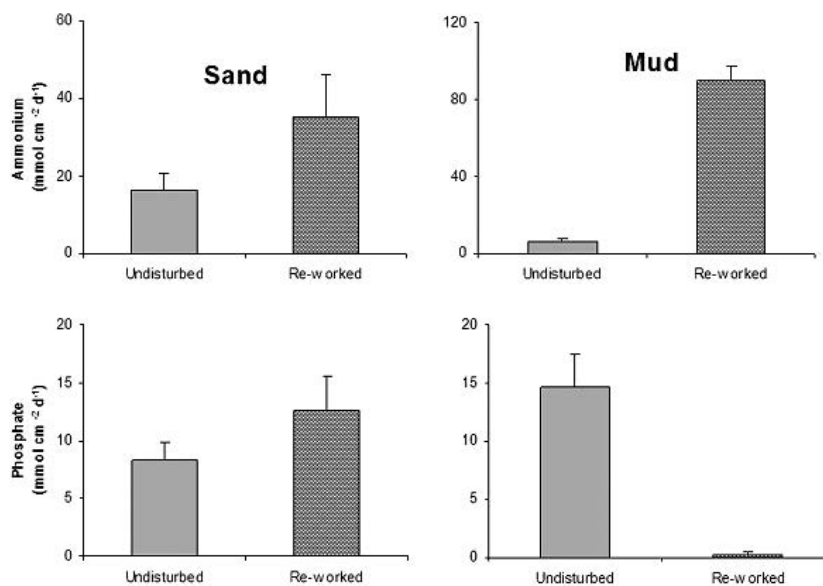 Sand
Ammonium
(mmol cm -2 d-1)
60
40
20
0
Undisturbed Re-worked
Mud
120
80
40
0
Undisturbed Re-worked
Phosphate
(mmol cm -2 d-1)
20
15
10
5
0
Undisturbed Re-worked
20
15
10
5
0
Undisturbed Re-worked